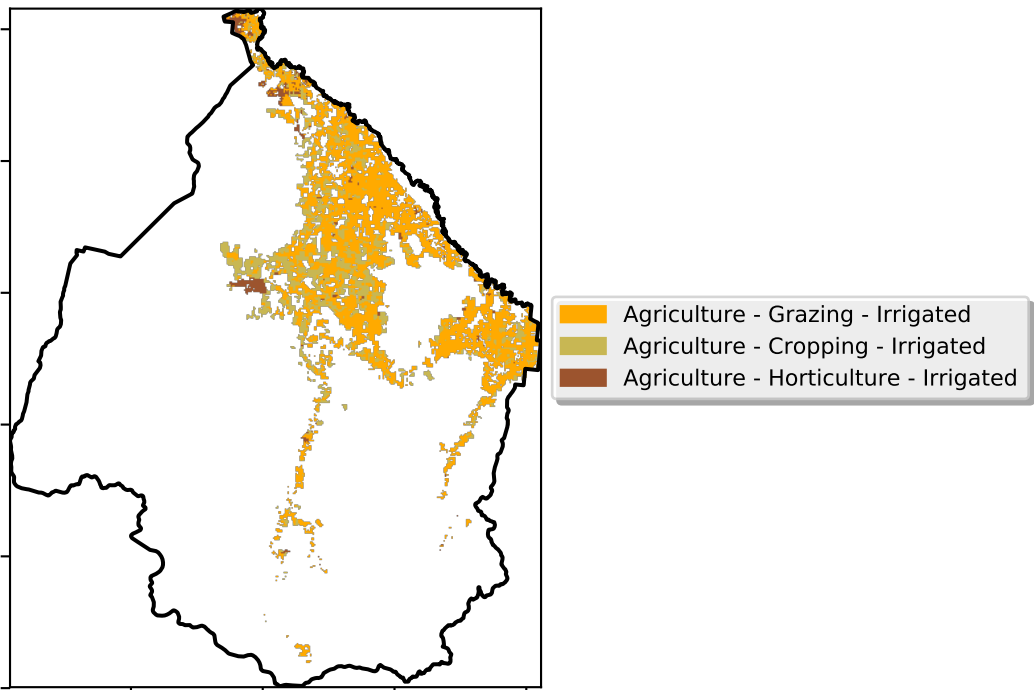 Agriculture - Grazing - Irrigated
Agriculture - Cropping - Irrigated
Agriculture - Horticulture - Irrigated